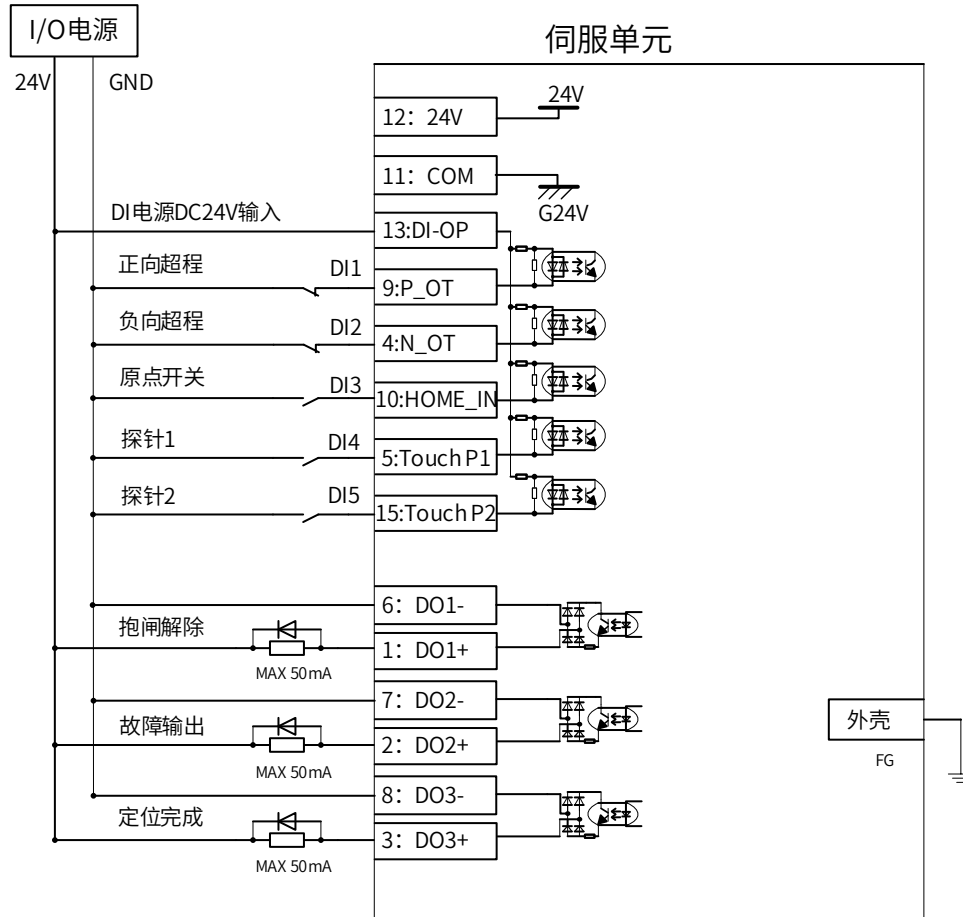 I/O电源
伺服单元
24V
GND
24V
12：24V
11：COM
G24V
DI电源DC24V输入
13:DI-OP
正向超程
DI1
9:P_OT
负向超程
DI2
4:N_OT
原点开关
DI3
10:HOME_IN
探针1
DI4
5:Touch P1
探针2
DI5
15:Touch P2
6：DO1-
抱闸解除
1：DO1+
MAX 50mA
7：DO2-
故障输出
2：DO2+
MAX 50mA
外壳
FG
8：DO3-
定位完成
3：DO3+
MAX 50mA